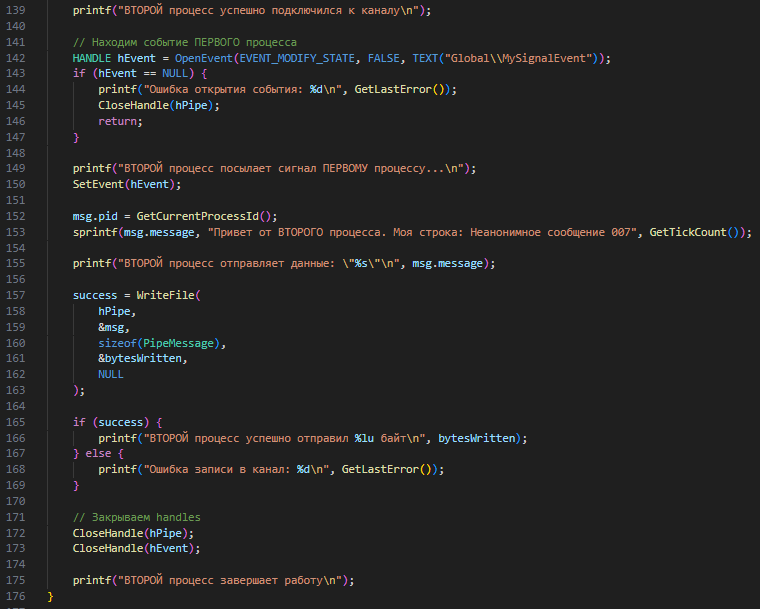 139 printf("ВТОРОЙ процесс успешно подключился к каналу\n");
140
141 // Находим событие ПЕРВОГО процесса
142 HANDLE hEvent = OpenEvent(EVENT_MODIFY_STATE, FALSE, TEXT("Global\\MySignalEvent"));
143 if (hEvent == NULL) {
144 printf("Ошибка открытия события: %d\n", GetLastError());
145 CloseHandle(hPipe);
146 return;
147 }
148
149 printf("ВТОРОЙ процесс посылает сигнал ПЕРВОМУ процессу...\n");
150 SetEvent(hEvent);
151
152 msg.pid = GetCurrentProcessId();
153 sprintf(msg.message, "Привет от ВТОРОГО процесса. Моя строка: Неанонимное сообщение 007", GetTickCount());
154
155 printf("ВТОРОЙ процесс отправляет данные: \"%s\"\n", msg.message);
156
157 success = WriteFile(
158 hPipe,
159 &msg,
160 sizeof(PipeMessage),
161 &bytesWritten,
162 NULL
163 );
164
165 if (success) {
166 printf("ВТОРОЙ процесс успешно отправил %lu байт\n", bytesWritten);
167 } else {
168 printf("Ошибка записи в канал: %d\n", GetLastError());
169 }
170
171 // Закрываем handles
172 CloseHandle(hPipe);
173 CloseHandle(hEvent);
174
175 printf("ВТОРОЙ процесс завершает работу\n");
176 }